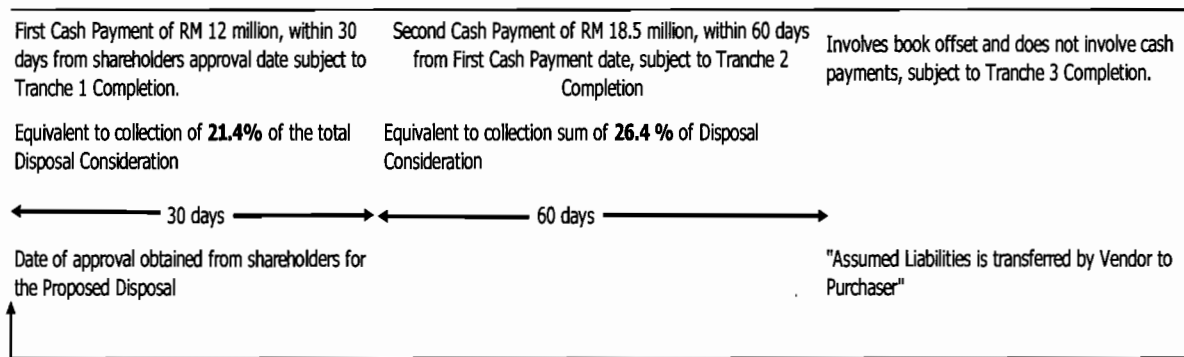 First Cash Payment of RM 12 million, within 30
days from shareholders approval date subject to
Tranche 1 Completion.
Equivalent to collection of 21.4% of the total
Disposal Consideration
Second Cash Payment of RM 18.5 million, within 60 days
from First Cash Payment date, subject to Tranche 2
Completion
Equivalent to collection sum of 26.4 % of Disposal
Consideration
Involves book offset and does not involve cash
payments, subject to Tranche 3 Completion.
30 days
60 days
Date of approval obtained from shareholders for
the Proposed Disposal
"Assumed Liabilities is transferred by Vendor to
Purchaser"